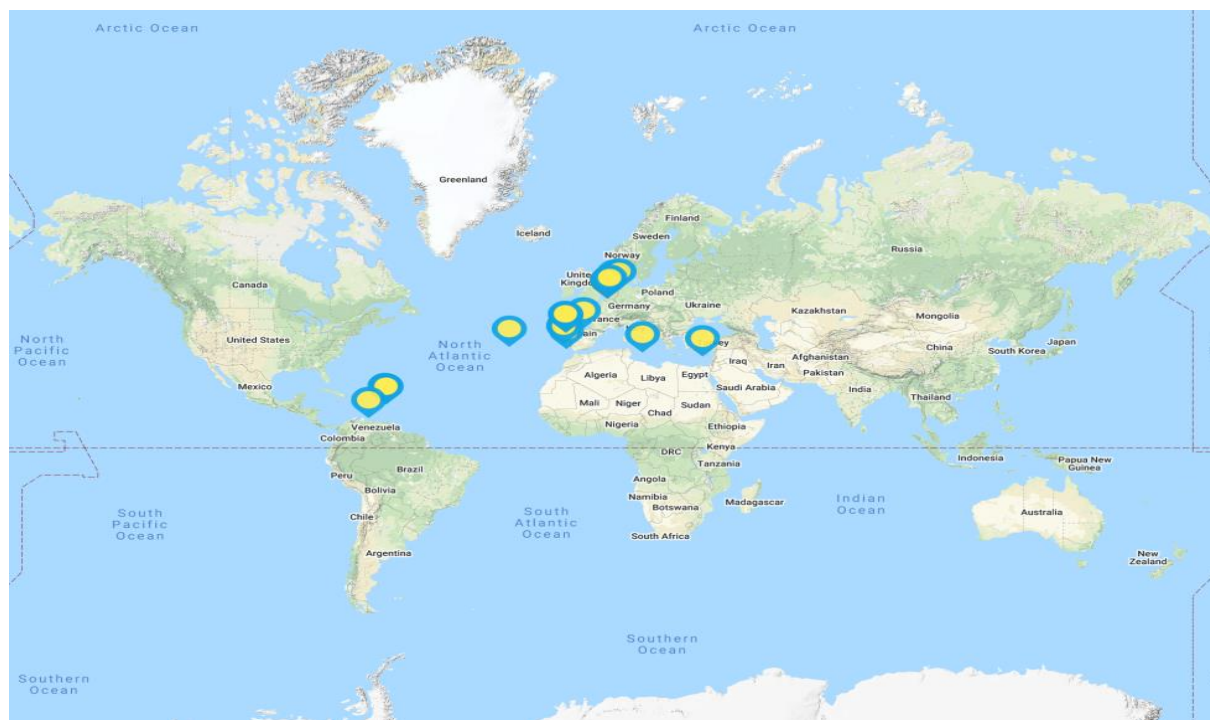 Arctic Ocean
Arctic Ocean
Greenland
Iceland
Finland
Sweden
Norway
Russia
Canada
Poland
Germany
Ukraine
Kazakhstan
Mongolia
North
Pacific
Ocean
United States
North
Atlantic
Ocean
China
Japan
South Korea
Iraq
Iran
Afghanistan
Pakistan
Mexico
Algeria
Libya
Egypt
Saudi Arabia
India
Thailand
Mali
Niger
Chad
Sudan
Venezuela
Nigeria
Ethiopia
Colombia
Kenya
DRC
Indonesia
Papua New
Guinea
Peru
Brazil
Tanzania
Bolivia
Angola
Namibia
Botswana
Madagascar
Indian
Ocean
Australia
South
Pacific
Ocean
Chile
South
Atlantic
Ocean
South Africa
Argentina
New
Zealand
Southern
Ocean
Southern
Ocean